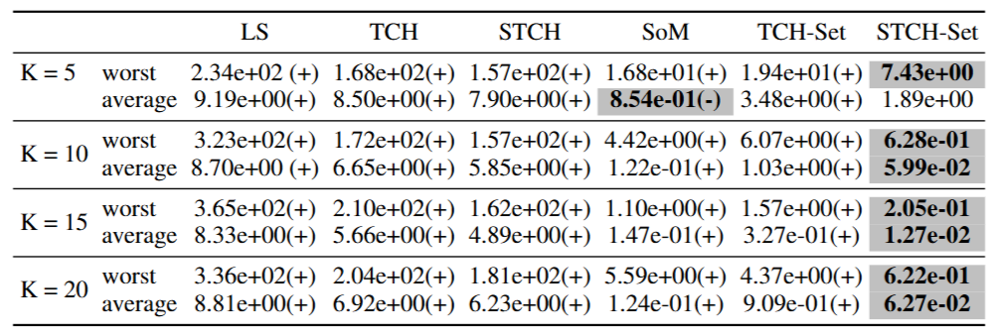 LS TCH STCH SoM TCH-Set STCH-Set
K = 5 worst 2.34e+02 (+) 1.68e+02(+) 1.57e+02(+) 1.68e+01(+) 1.94e+01(+) 7.43e+00
average 9.19e+00(+) 8.50e+00(+) 7.90e+00(+) 8.54e-01(-) 3.48e+00(+) 1.89e+00
K = 10 worst 3.23e+02(+) 1.72e+02(+) 1.57e+02(+) 4.42e+00(+) 6.07e+00(+) 6.28e-01
average 8.70e+00 (+) 6.65e+00(+) 5.85e+00(+) 1.22e-01(+) 1.03e+00(+) 5.99e-02
K = 15 worst 3.65e+02(+) 2.10e+02(+) 1.62e+02(+) 1.10e+00(+) 1.57e+00(+) 2.05e-01
average 8.33e+00(+) 5.66e+00(+) 4.89e+00(+) 1.47e-01(+) 3.27e-01(+) 1.27e-02
K = 20 worst 3.36e+02(+) 2.04e+02(+) 1.81e+02(+) 5.59e+00(+) 4.37e+00(+) 6.22e-01
average 8.81e+00(+) 6.92e+00(+) 6.23e+00(+) 1.24e-01(+) 9.09e-01(+) 6.27e-02